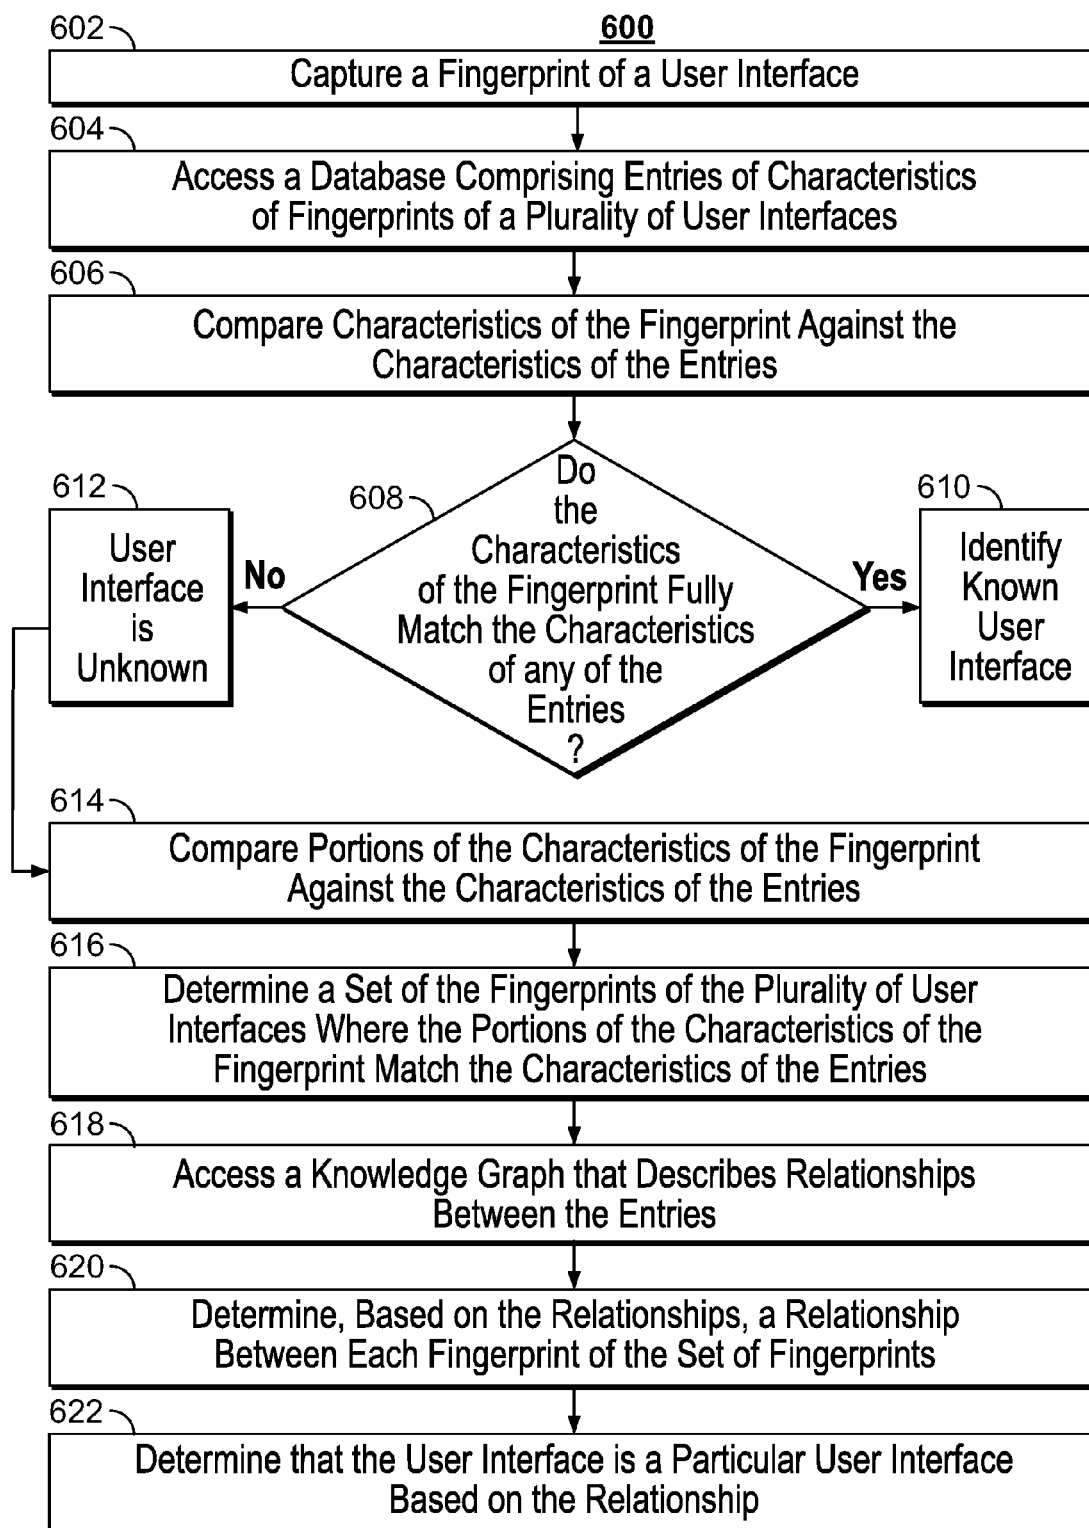 600
602
Capture a Fingerprint of a User Interface
604
Access a Database Comprising Entries of Characteristics
of Fingerprints of a Plurality of User Interfaces
606
Compare Characteristics of the Fingerprint Against the
Characteristics of the Entries
608
Do
the
Characteristics
of the Fingerprint Fully
Match the Characteristics
of any of the
Entries
?
No
612
User
Interface
is
Unknown
Yes
610
Identify
Known
User
Interface
614
Compare Portions of the Characteristics of the Fingerprint
Against the Characteristics of the Entries
616
Determine a Set of the Fingerprints of the Plurality of User
Interfaces Where the Portions of the Characteristics of the
Fingerprint Match the Characteristics of the Entries
618
Access a Knowledge Graph that Describes Relationships
Between the Entries
620
Determine, Based on the Relationships, a Relationship
Between Each Fingerprint of the Set of Fingerprints
622
Determine that the User Interface is a Particular User Interface
Based on the Relationship